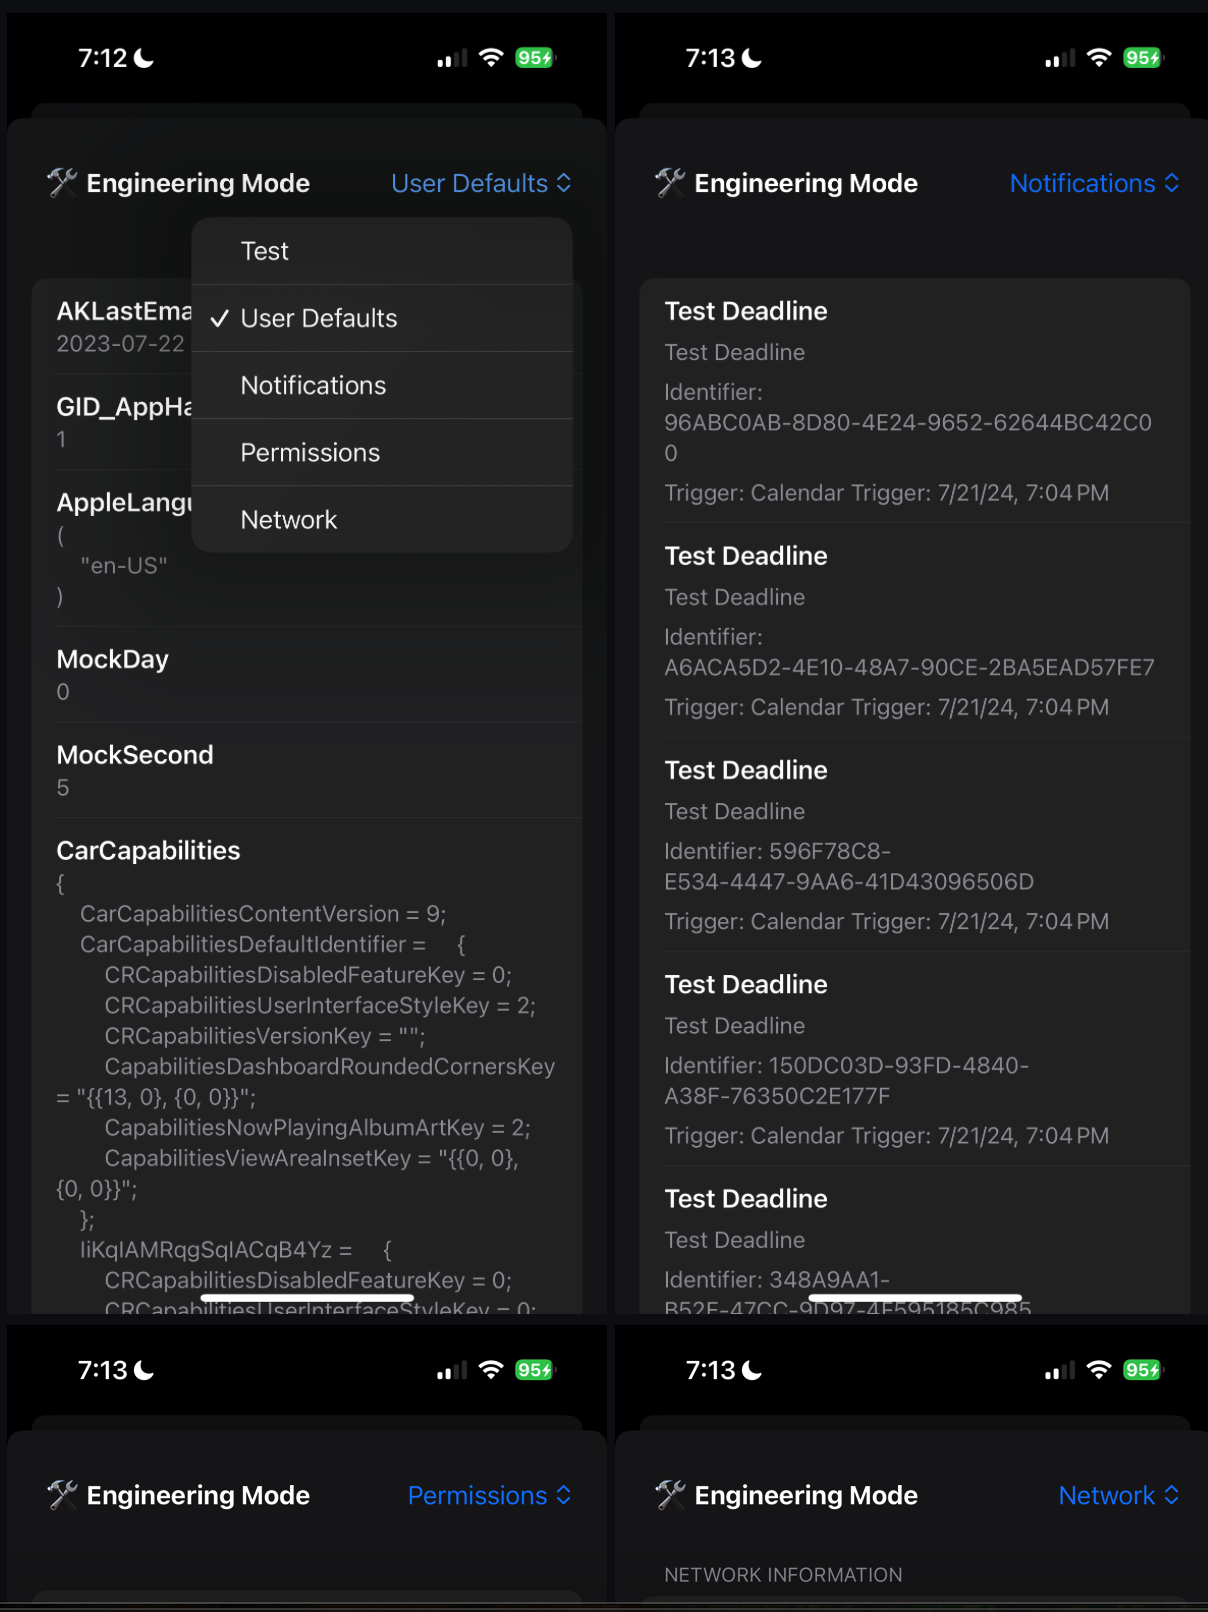 7:12
95
🛠️ Engineering Mode
User Defaults
Test
✓ User Defaults
Notifications
Permissions
Network
AKLastEma
2023-07-22
GID_AppHa
1
AppleLangu
(
"en-US"
)
MockDay
0
MockSecond
5
CarCapabilities
{
CarCapabilitiesContentVersion = 9;
CarCapabilitiesDefaultIdentifier = {
CRCapabilitiesDisabledFeatureKey = 0;
CRCapabilitiesUserInterfaceStyleKey = 2;
CRCapabilitiesVersionKey = "";
CapabilitiesDashboardRoundedCornersKey
= "{{13, 0}, {0, 0}}";
CapabilitiesNowPlayingAlbumArtKey = 2;
CapabilitiesViewAreaInsetKey = "{{0, 0},
{0, 0}}";
};
CRCapabilitiesDisabledFeatureKey = 0;
CRCapabilitiesUserInterfaceStyleKey = 0;
7:13
95
🛠️ Engineering Mode
Notifications
Test Deadline
Test Deadline
Identifier:
96ABC0AB-8D80-4E24-9652-62644BC42C0
0
Trigger: Calendar Trigger: 7/21/24, 7:04 PM
Test Deadline
Test Deadline
Identifier:
A6ACA5D2-4E10-48A7-90CE-2BA5EAD57FE7
Trigger: Calendar Trigger: 7/21/24, 7:04 PM
Test Deadline
Test Deadline
Identifier: 596F78C8-
E534-4447-9AA6-41D43096506D
Trigger: Calendar Trigger: 7/21/24, 7:04 PM
Test Deadline
Test Deadline
Identifier: 150DC03D-93FD-4840-
A38F-76350C2E177F
Trigger: Calendar Trigger: 7/21/24, 7:04 PM
Test Deadline
Test Deadline
Identifier: 348A9AA1-
7:13
95
🛠️ Engineering Mode
Permissions
7:13
95
🛠️ Engineering Mode
Network
NETWORK INFORMATION